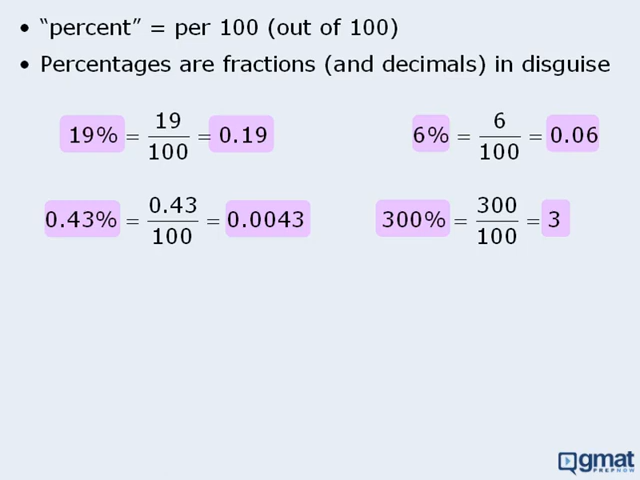 • “percent” = per 100 (out of 100)
• Percentages are fractions (and decimals) in disguise
19% = 19/100 = 0.19
6% = 6/100 = 0.06
0.43% = 0.43/100 = 0.0043
300% = 300/100 = 3
gmat
PREPNOW